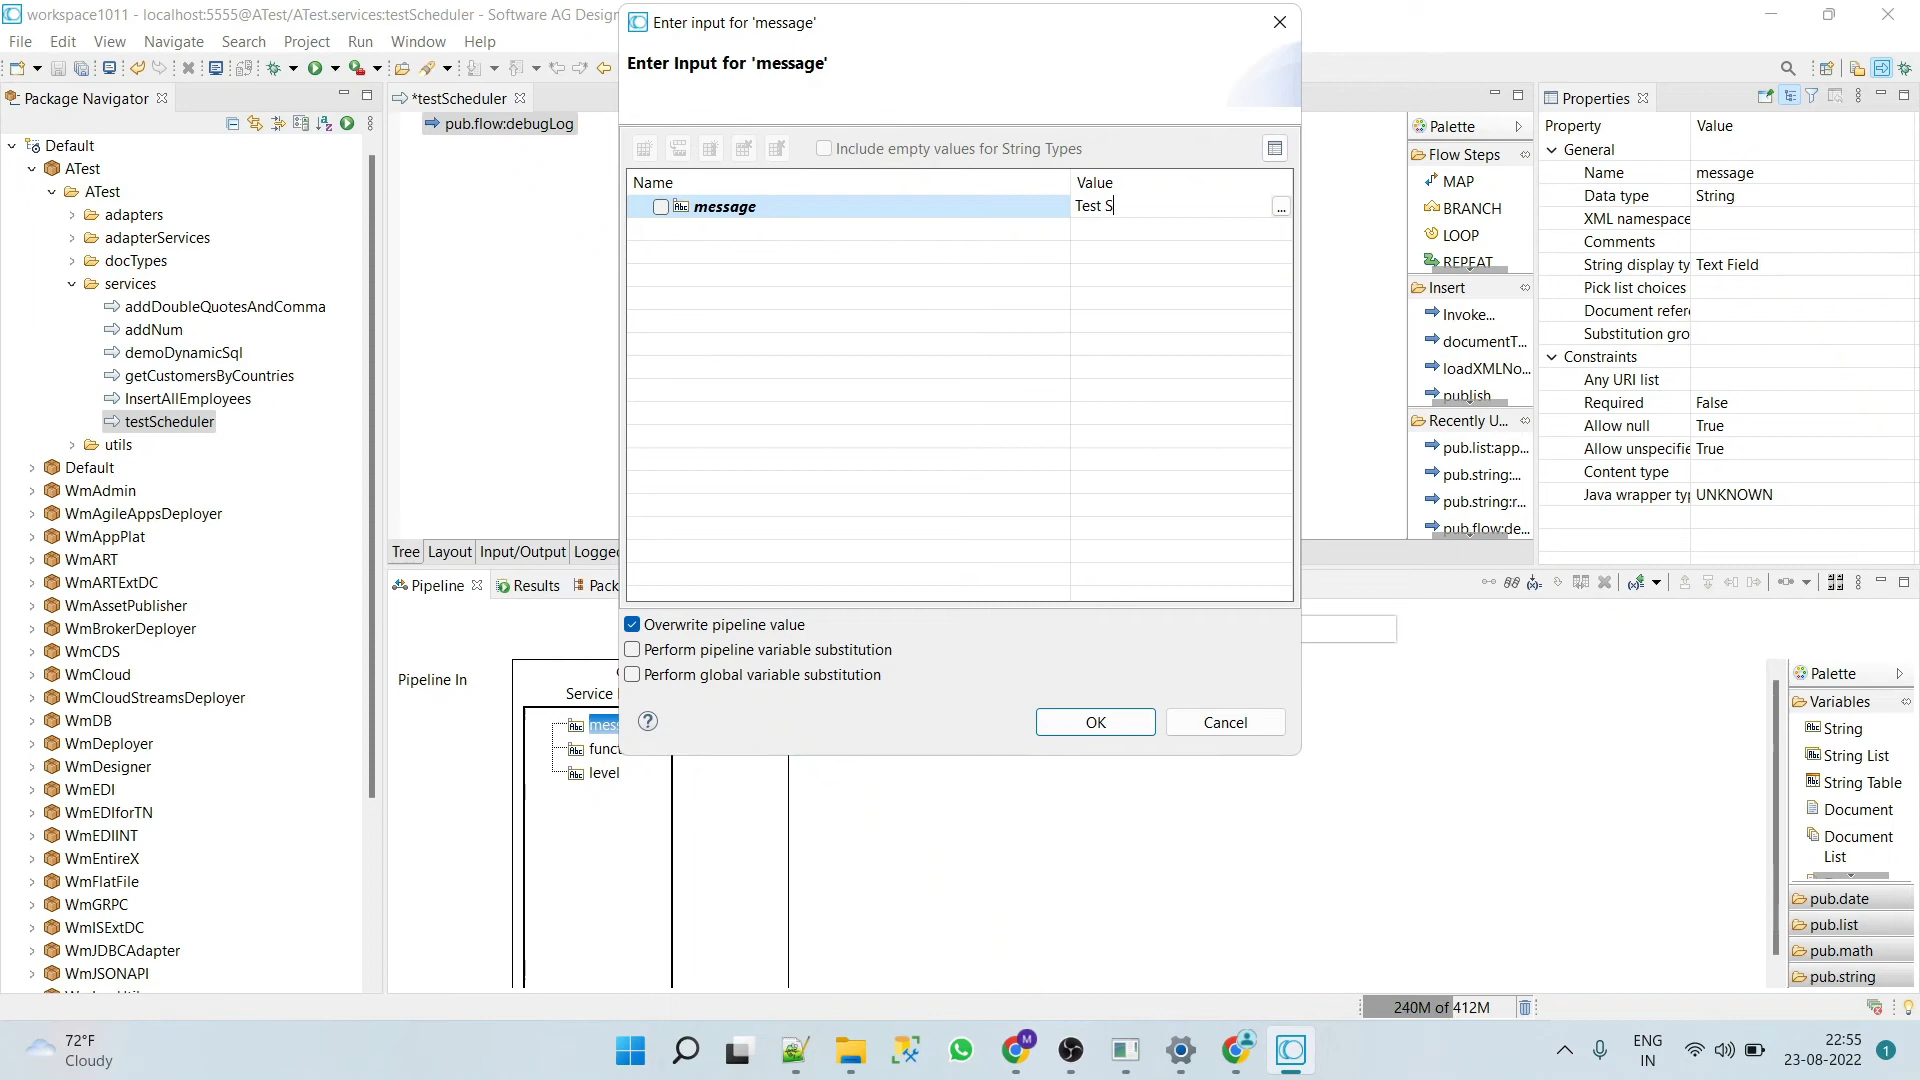 workspace1011 - localhost:5555@ATest/ATest.services:testScheduler - Software AG Desig
File Edit View Navigate Search Project Run Window Help
Package Navigator
Default
ATest
ATest
adapters
adapterServices
docTypes
services
addDoubleQuotesAndComma
addNum
demoDynamicSql
getCustomersByCountries
InsertAllEmployees
testScheduler
utils
Default
WmAdmin
WmAgileAppsDeployer
WmAppPlat
WmART
WmARTExtDC
WmAssetPublisher
WmBrokerDeployer
WmCDS
WmCloud
WmCloudStreamsDeployer
WmDB
WmDeployer
WmDesigner
WmEDI
WmEDIforTN
WmEDIINT
WmEntireX
WmFlatFile
WmGRPC
WmISExtDC
WmJDBCAdapter
WmJSONAPI
*testScheduler
pub.flow:debugLog
Tree Layout Input/Output Logged
Pipeline Results Pack
Pipeline In
Service I
mess
funct
level
Enter input for 'message'
Enter Input for 'message'
Include empty values for String Types
Name Value
Abc message Test S ...
Overwrite pipeline value
Perform pipeline variable substitution
Perform global variable substitution
OK Cancel
Palette
Flow Steps
MAP
BRANCH
LOOP
REPEAT
Insert
Invoke...
documentT...
loadXMLNo...
publish
Recently U...
pub.list:app...
pub.string:...
pub.string:r...
pub.flow:de...
Properties
Property Value
General
Name message
Data type String
XML namespace
Comments
String display ty Text Field
Pick list choices
Document refere
Substitution gro
Constraints
Any URI list
Required False
Allow null True
Allow unspecifie True
Content type
Java wrapper typ UNKNOWN
Palette
Variables
String
String List
String Table
Document
Document
List
pub.date
pub.list
pub.math
pub.string
240M of 412M
72°F
Cloudy
M
ENG
IN
22:55
23-08-2022
1